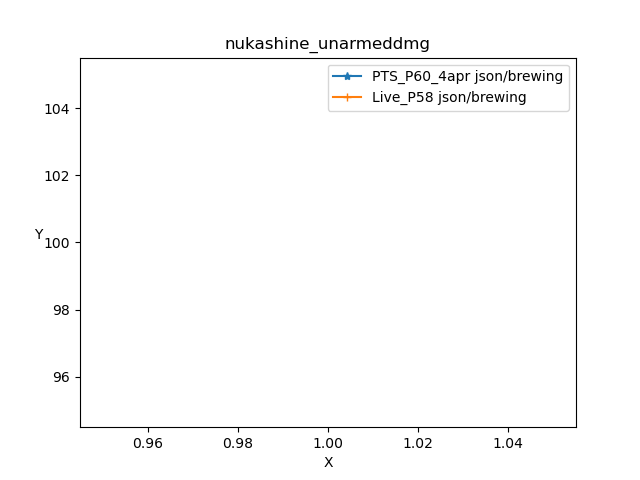 nukashine_unarmeddmg
PTS_P60_4apr json/brewing
Live_P58 json/brewing
104
102
Y
100
98
96
0.96 0.98 1.00 1.02 1.04
X